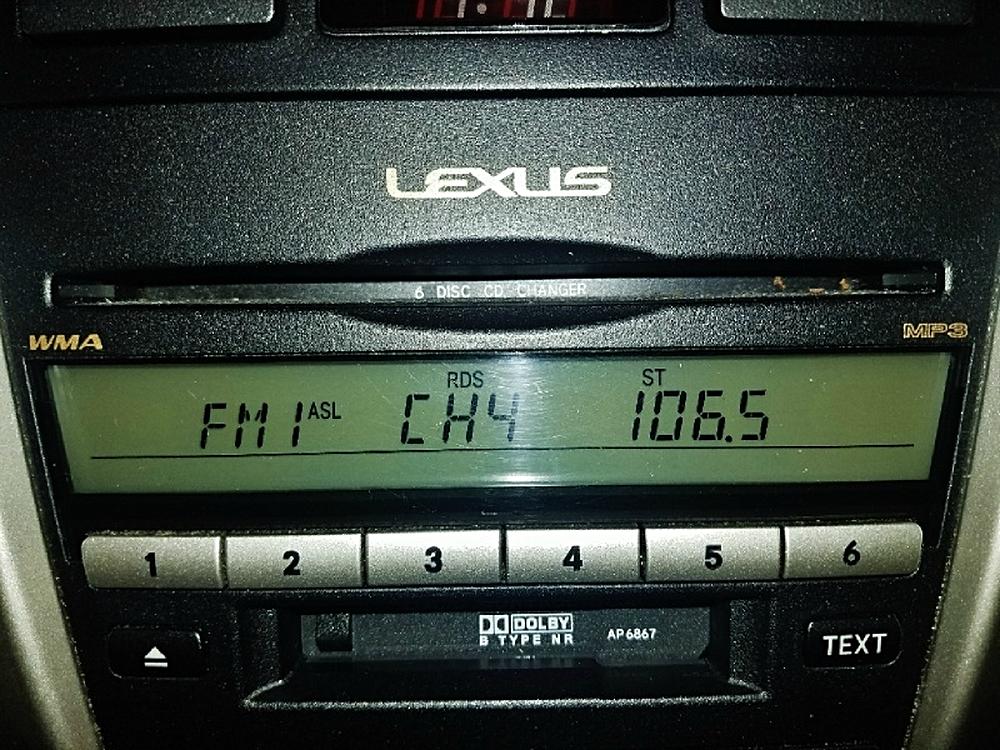 LEXUS
6 DISC CD CHANGER
WMA
MP3
RDS ST
FM1 ASL CH4 106.5
1 2 3 4 5 6
DOLBY
B TYPE NR
AP6867
TEXT